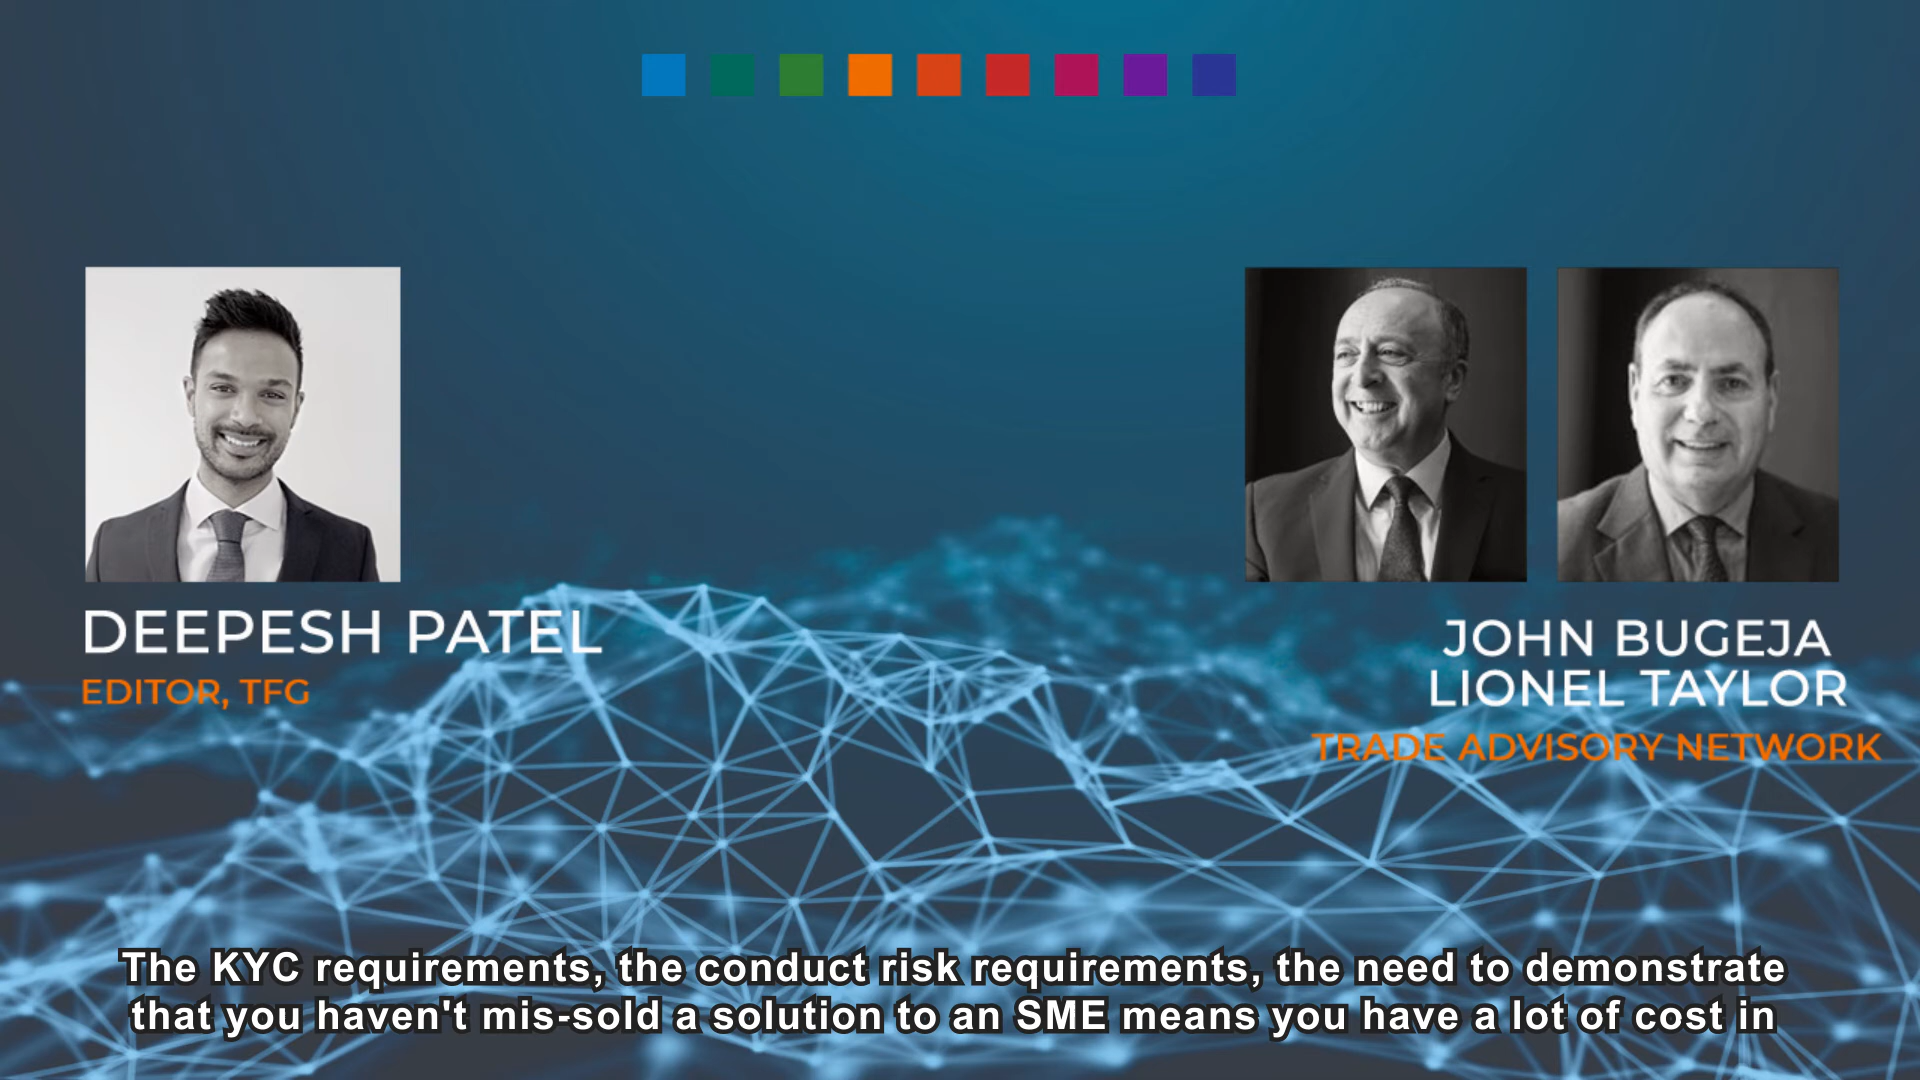 DEEPESH PATEL
EDITOR, TFG
JOHN BUGEJA
LIONEL TAYLOR
TRADE ADVISORY NETWORK
The KYC requirements, the conduct risk requirements, the need to demonstrate
that you haven't mis-sold a solution to an SME means you have a lot of cost in